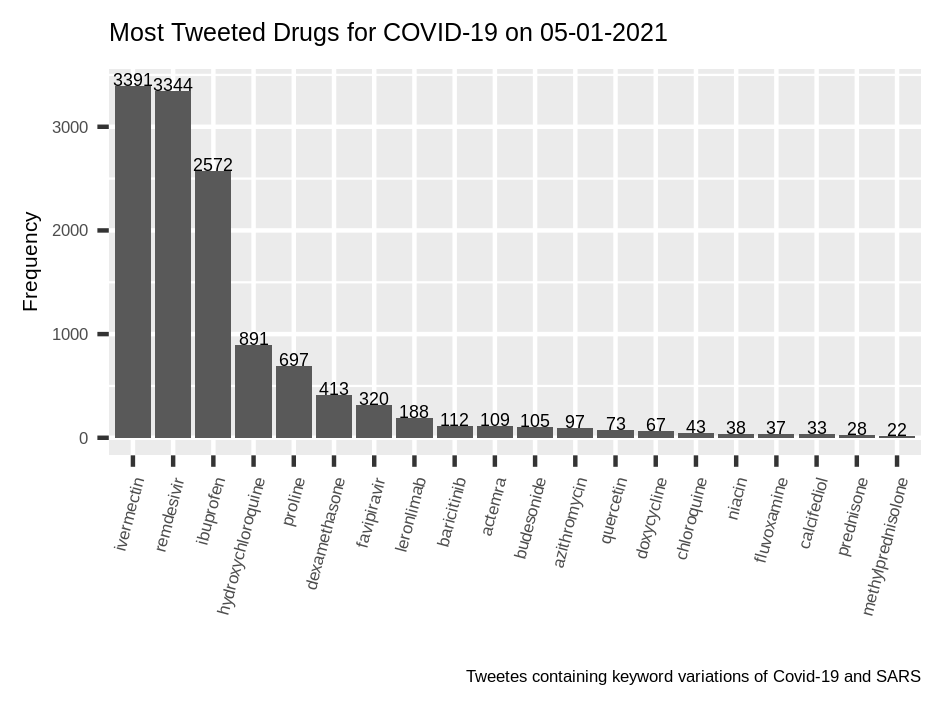 Most Tweeted Drugs for COVID-19 on 05-01-2021
Frequency
3000
2000
1000
0
3391
3344
2572
891
697
413
320
188
112
109
105
97
73
67
43
38
37
33
28
22
ivermectin
remdesivir
ibuprofen
hydroxychloroquine
proline
dexamethasone
favipiravir
leronlimab
baricitinib
actemra
budesonide
azithromycin
quercetin
doxycycline
chloroquine
niacin
fluvoxamine
calcifediol
prednisone
methylprednisolone
Tweetes containing keyword variations of Covid-19 and SARS